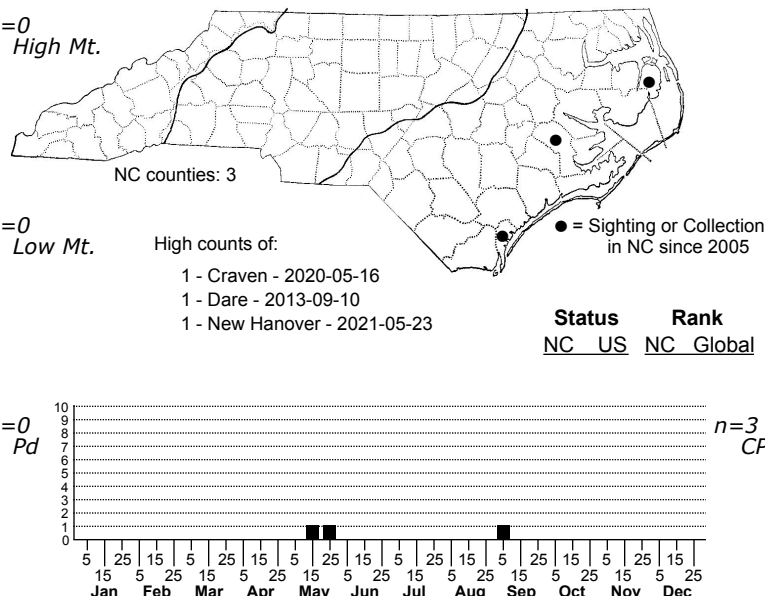 =0
High Mt.
NC counties: 3
=0
Low Mt.
High counts of:
1 - Craven - 2020-05-16
1 - Dare - 2013-09-10
1 - New Hanover - 2021-05-23
● = Sighting or Collection
in NC since 2005
Status Rank
NC US NC Global
=0
Pd
10
9
8
7
6
5
4
3
2
1
0
n=3
CP
5 25 15 5 25 15 5 25 15 5 25 15 5 25 15 5 25 15
15 5 25 15 5 25 15 5 25 15 5 25 15 5 25 15 5 25
Jan Feb Mar Apr May Jun Jul Aug Sep Oct Nov Dec